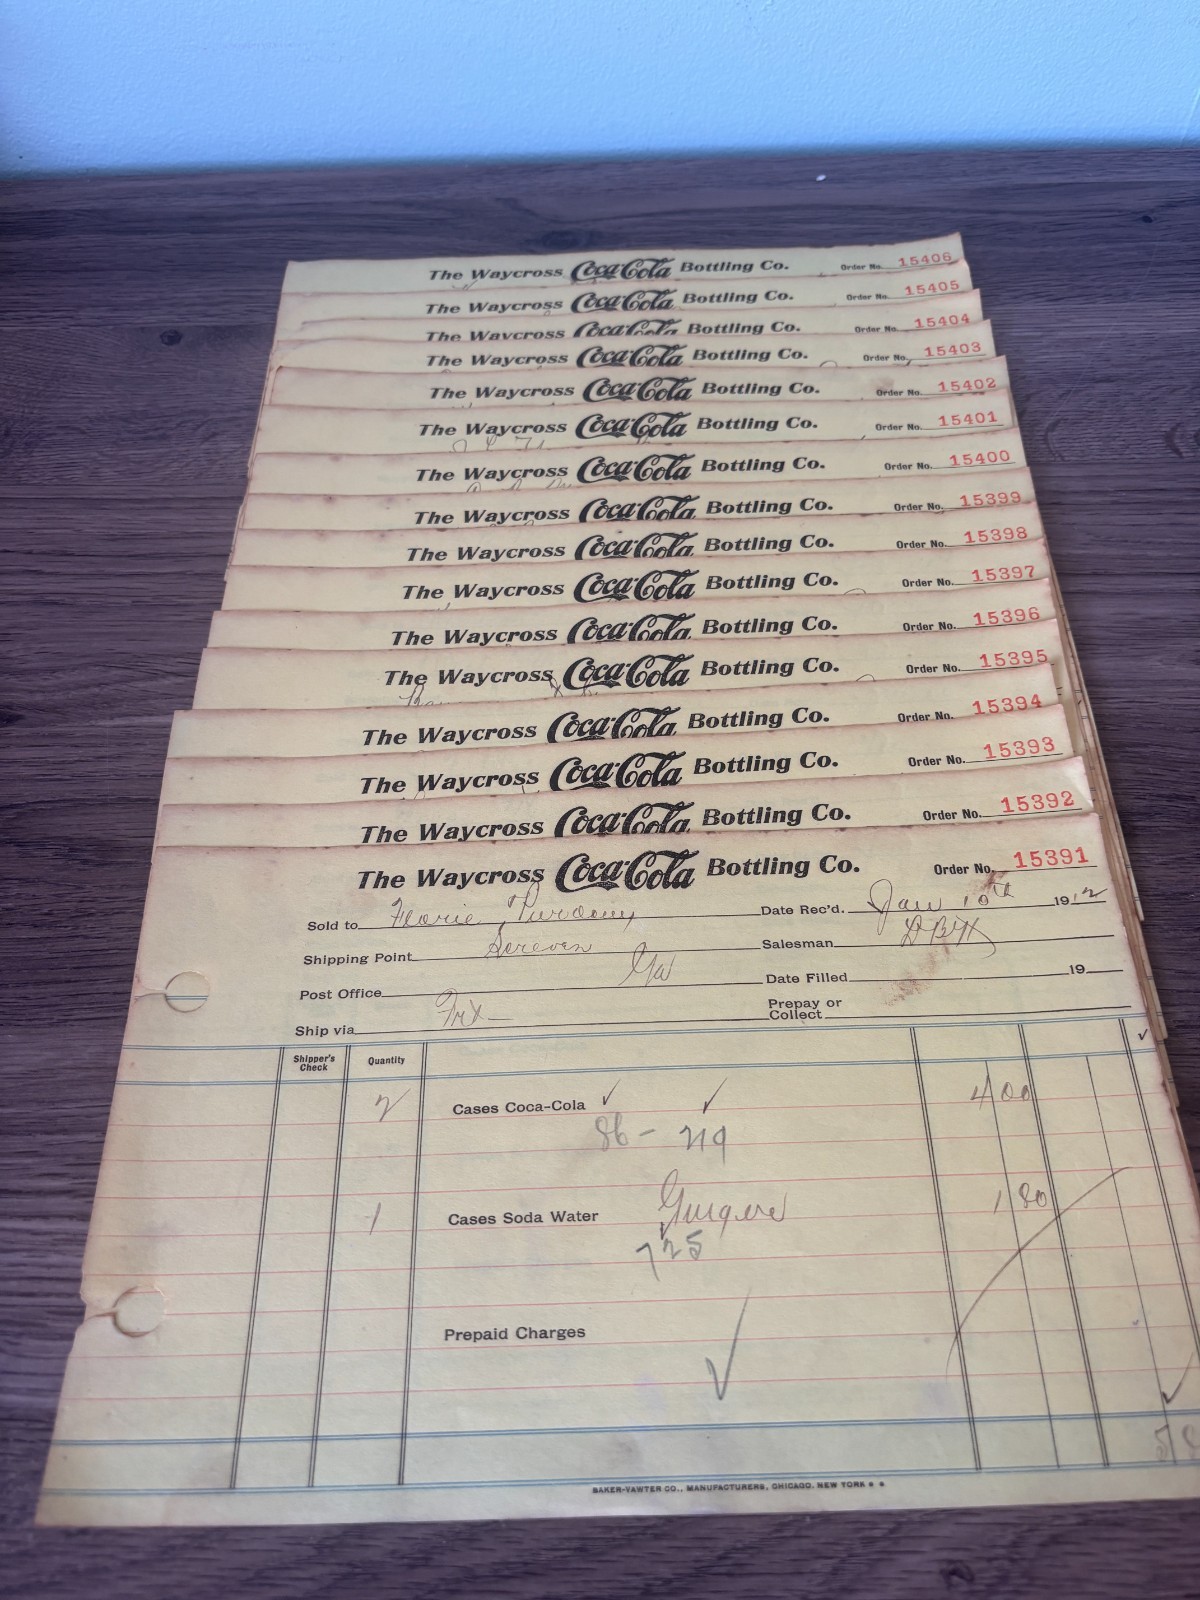 The Waycross Coca-Cola Bottling Co. Order No. 15406
The Waycross Coca-Cola Bottling Co. Order No. 15405
The Waycross Coca-Cola Bottling Co. Order No. 15404
The Waycross Coca-Cola Bottling Co. Order No. 15403
The Waycross Coca-Cola Bottling Co. Order No. 15402
The Waycross Coca-Cola Bottling Co. Order No. 15401
The Waycross Coca-Cola Bottling Co. Order No. 15400
The Waycross Coca-Cola Bottling Co. Order No. 15399
The Waycross Coca-Cola Bottling Co. Order No. 15398
The Waycross Coca-Cola Bottling Co. Order No. 15397
The Waycross Coca-Cola Bottling Co. Order No. 15396
The Waycross Coca-Cola Bottling Co. Order No. 15395
The Waycross Coca-Cola Bottling Co. Order No. 15394
The Waycross Coca-Cola Bottling Co. Order No. 15393
The Waycross Coca-Cola Bottling Co. Order No. 15392
The Waycross Coca-Cola Bottling Co. Order No. 15391
Sold to Date Rec'd. Jan 10th 1912
Shipping Point Screven Salesman
Post Office Ga Date Filled 19
Ship via Frt Prepay or Collect
Shipper's Check Quantity
2 Cases Coca-Cola 4 00
86 - 219
1 Cases Soda Water 1 80
725
Prepaid Charges
BAKER-VAWTER CO., MANUFACTURERS, CHICAGO. NEW YORK